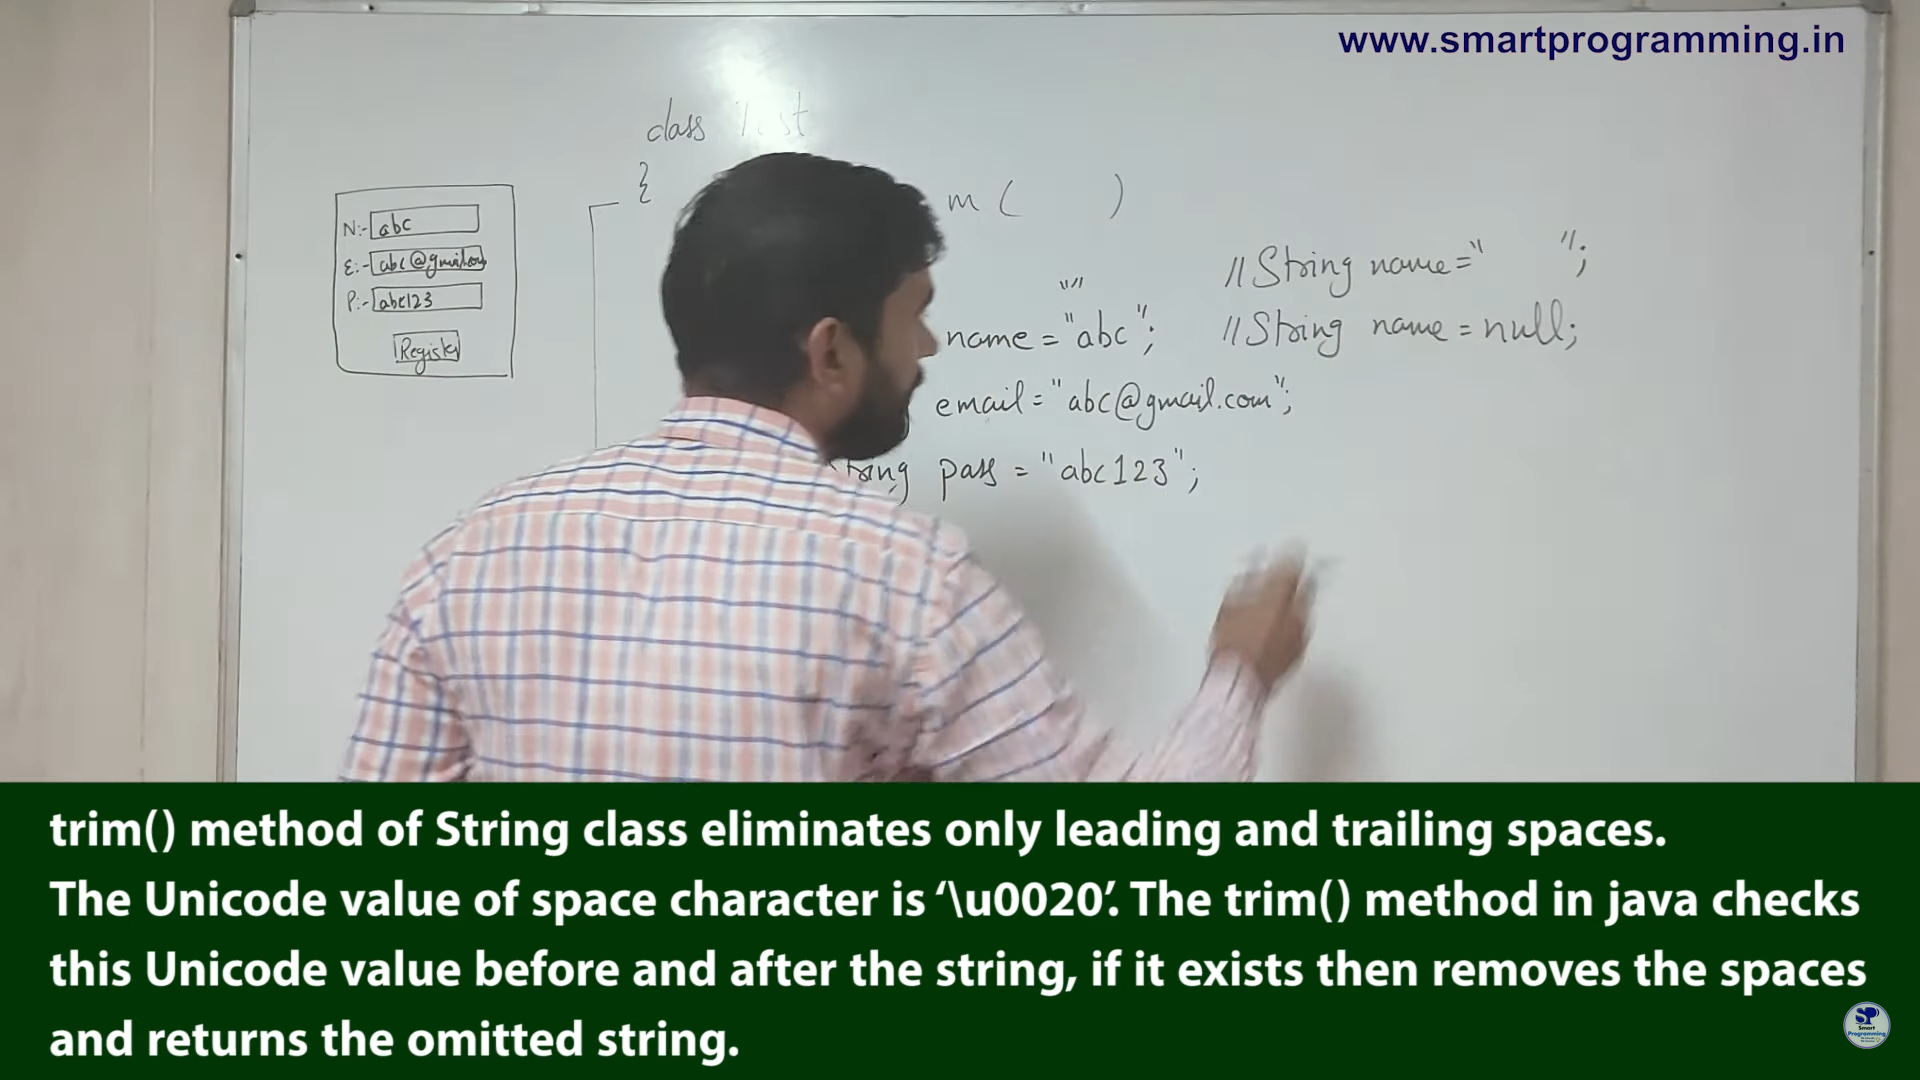 www.smartprogramming.in
class Test
{
m ( )
N:- abc
E:- abc@gmail.com
P:- abc123
Register
//String name=" ";
""
name = "abc";
//String name = null;
email = "abc@gmail.com";
pass = "abc123";
trim() method of String class eliminates only leading and trailing spaces.
The Unicode value of space character is ‘\u0020’. The trim() method in java checks
this Unicode value before and after the string, if it exists then removes the spaces
and returns the omitted string.
SP
Smart
Programming